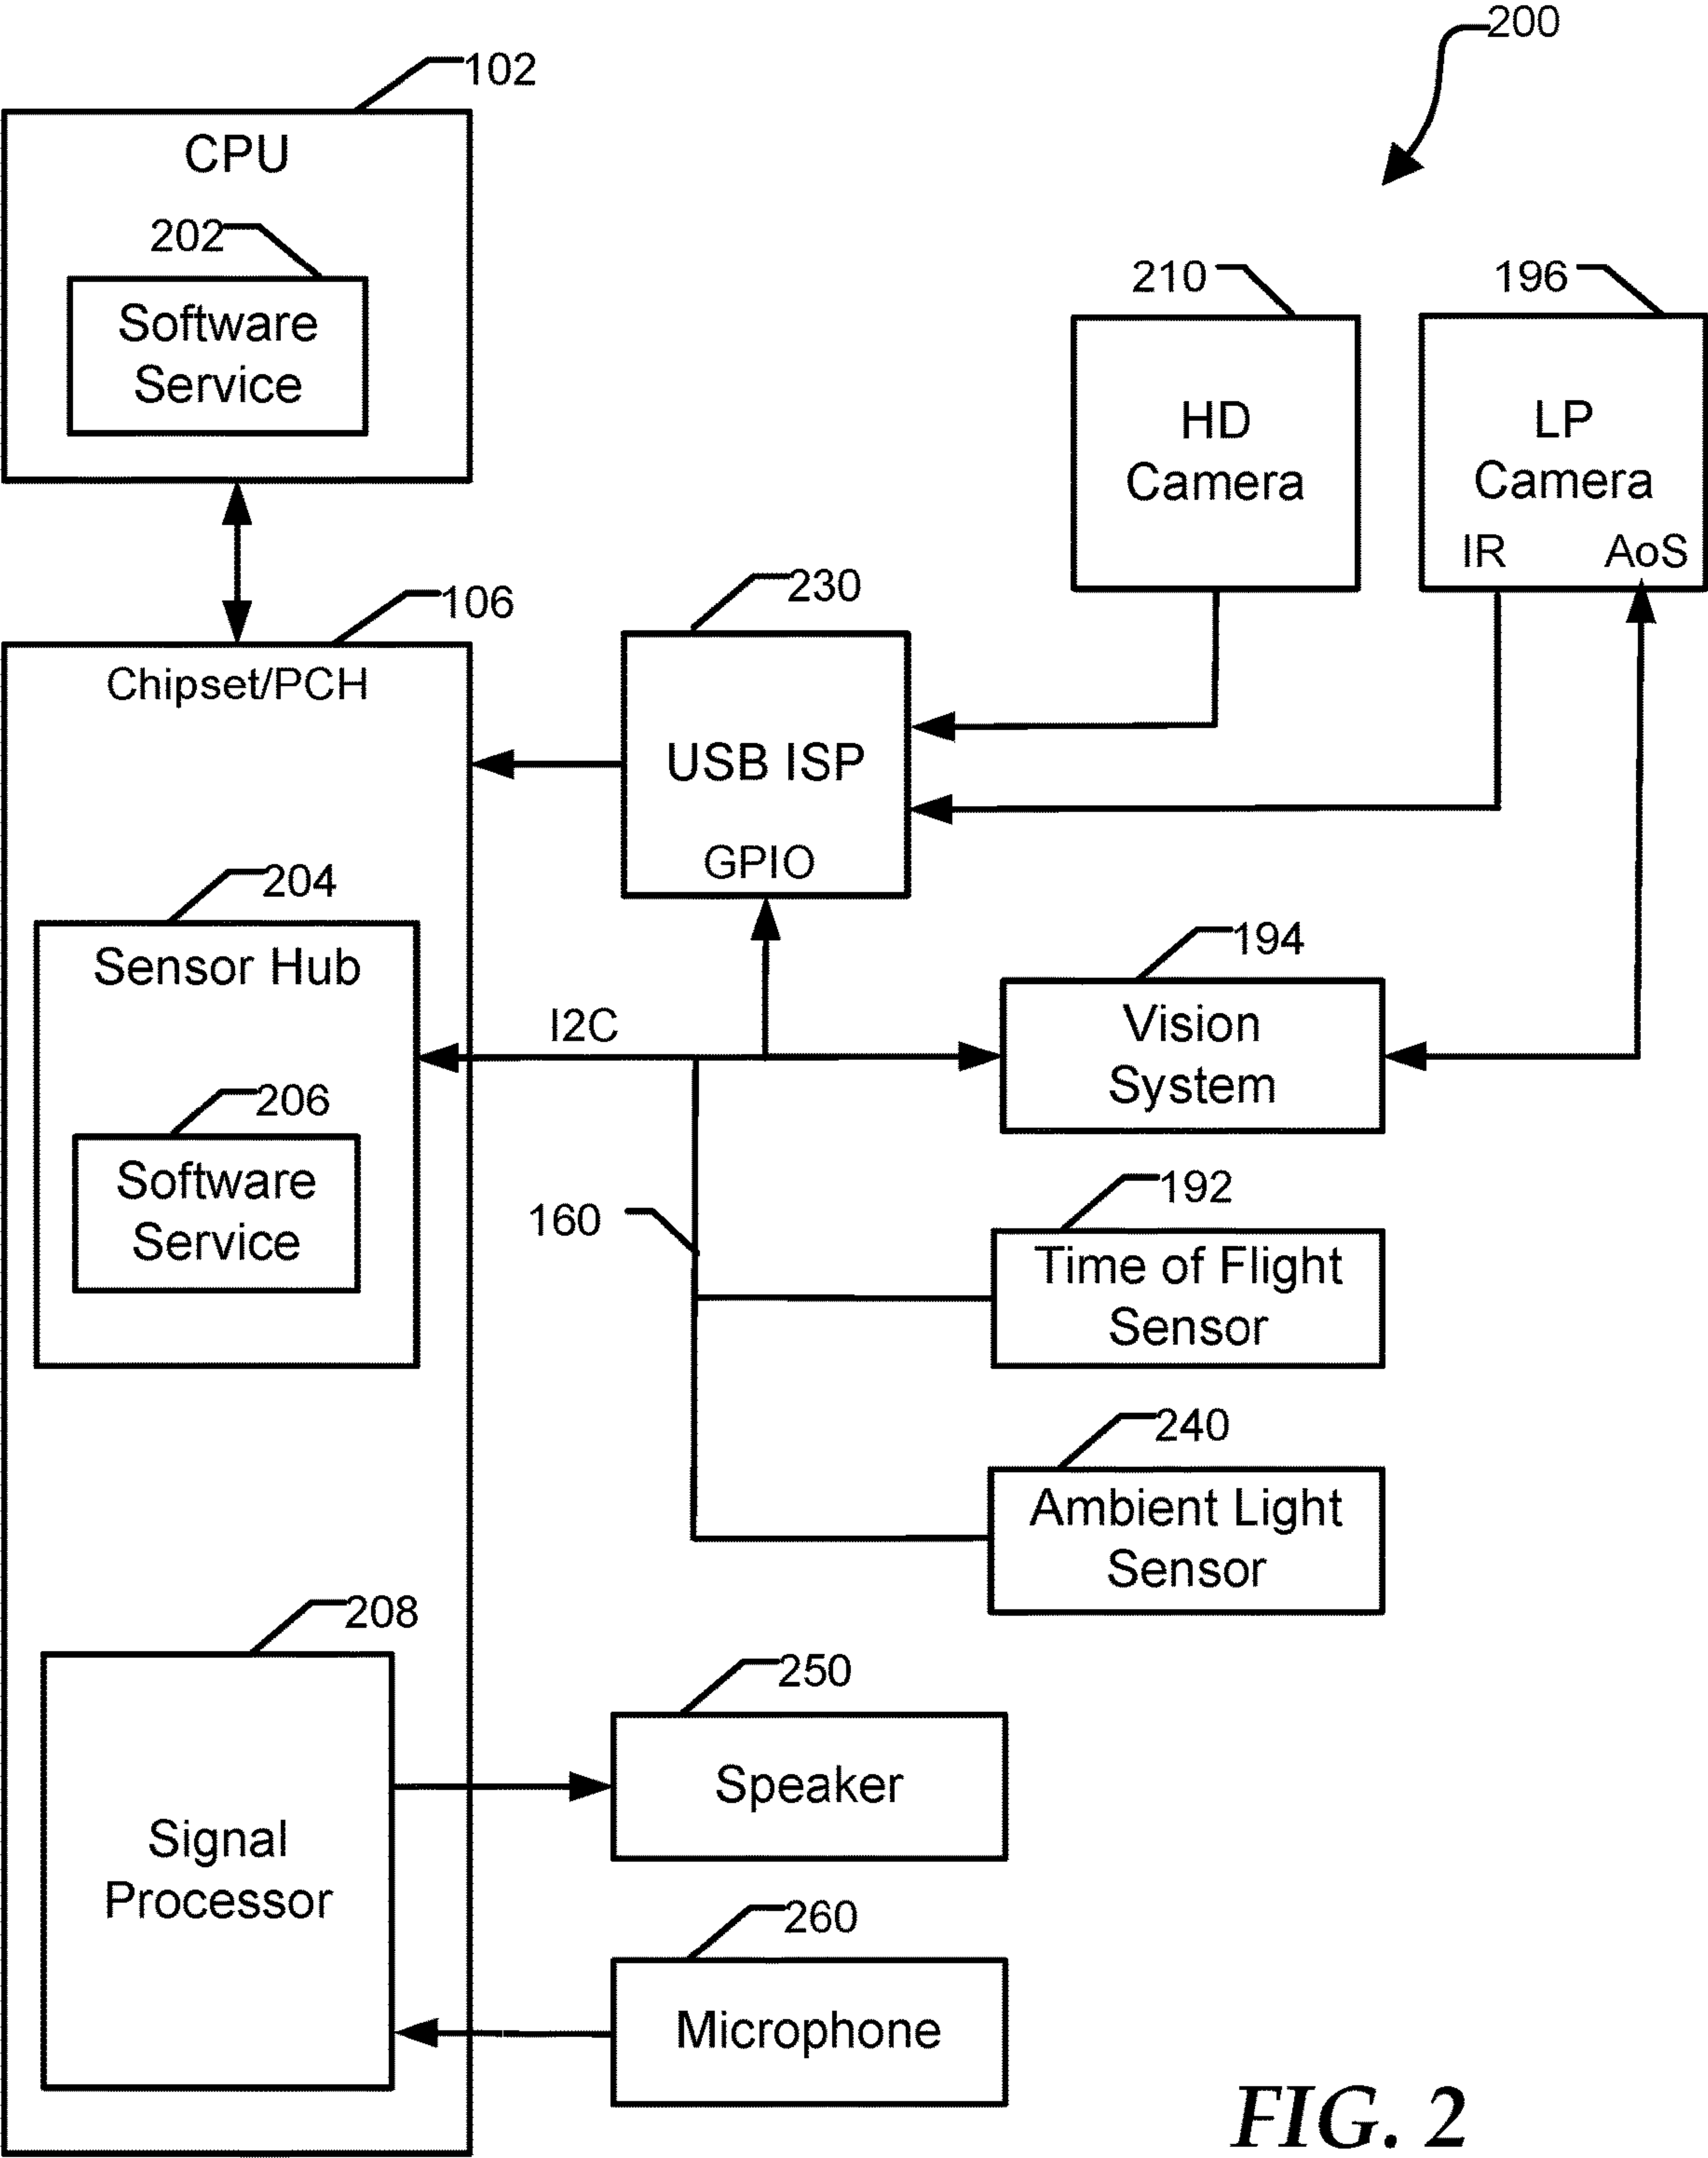 200
102
CPU
202
Software
Service
210
196
HD
Camera
LP
Camera
IR
AoS
230
106
Chipset/PCH
USB ISP
GPIO
204
Sensor Hub
194
Vision
System
I2C
206
Software
Service
192
160
Time of Flight
Sensor
240
Ambient Light
Sensor
208
250
Speaker
Signal
Processor
260
Microphone
FIG. 2